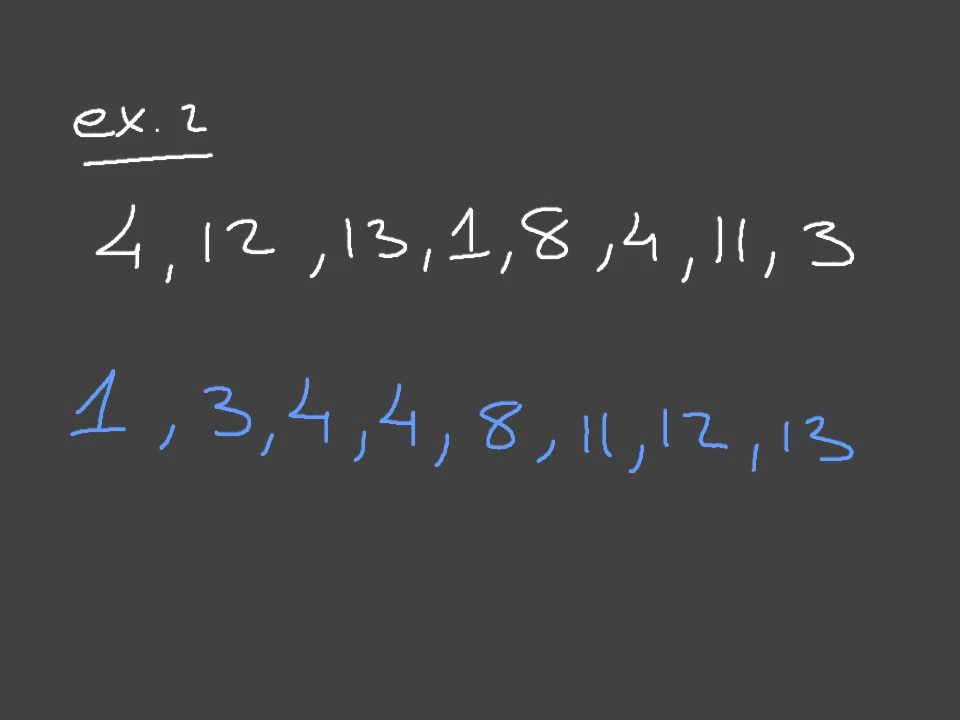 ex. 2
4, 12, 13, 1, 8, 4, 11, 3
1, 3, 4, 4, 8, 11, 12, 13